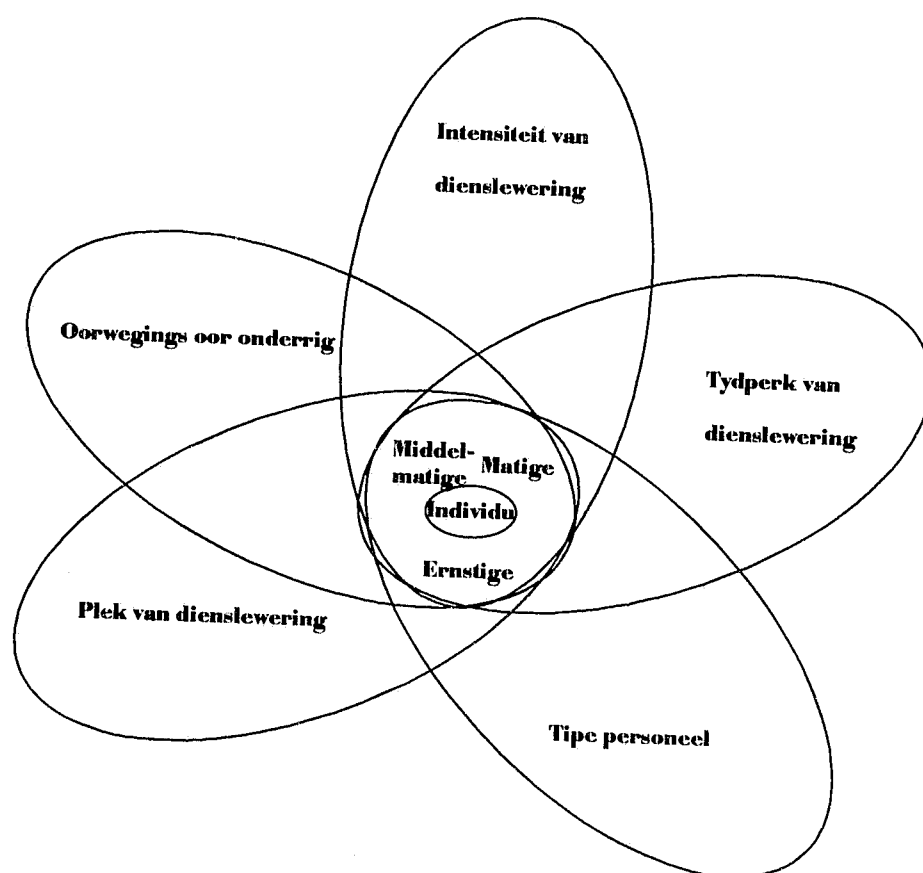 Intensiteit van
dienslewering
Oorwegings oor onderrig
Tydperk van
dienslewering
Middel-
matige
Matige
Individu
Ernstige
Plek van dienslewering
Tipe personeel